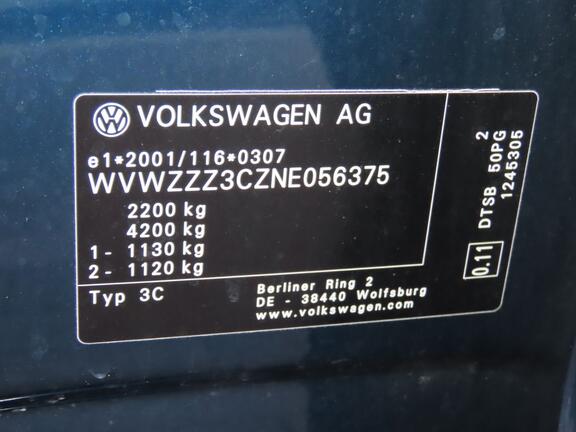 VOLKSWAGEN AG
e1*2001/116*0307
WVWZZZ3CZNE056375
2200 kg
4200 kg
1- 1130 kg
2- 1120 kg
Typ 3C
Berliner Ring 2
DE - 38440 Wolfsburg
www.volkswagen.com
0.11
DTSB 50PG 2
1245305